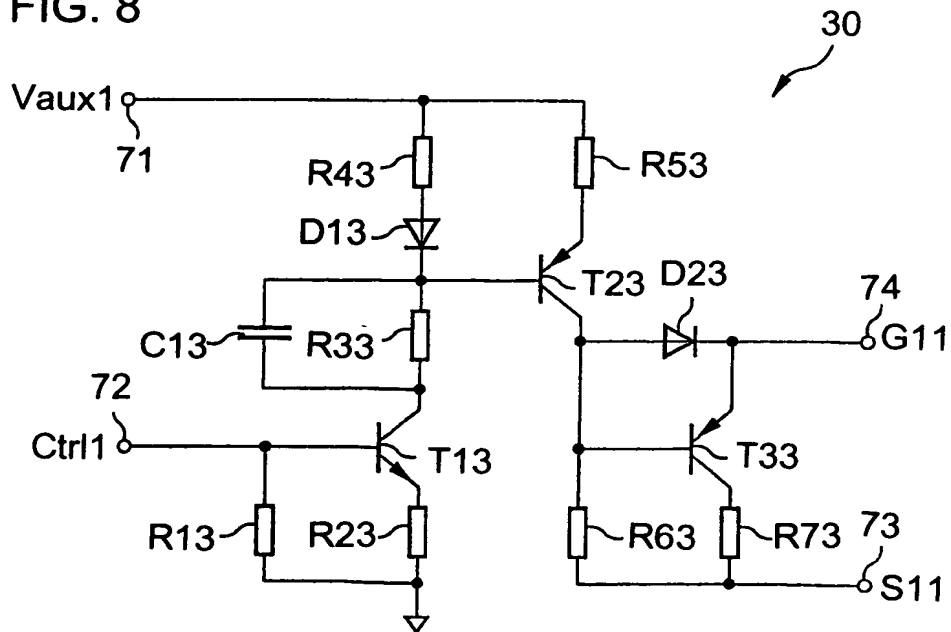 FIG. 8
30
Vaux1
71
R43
R53
D13
T23
D23
74
G11
C13
R33
72
Ctrl1
T13
T33
R13
R23
R63
R73
73
S11